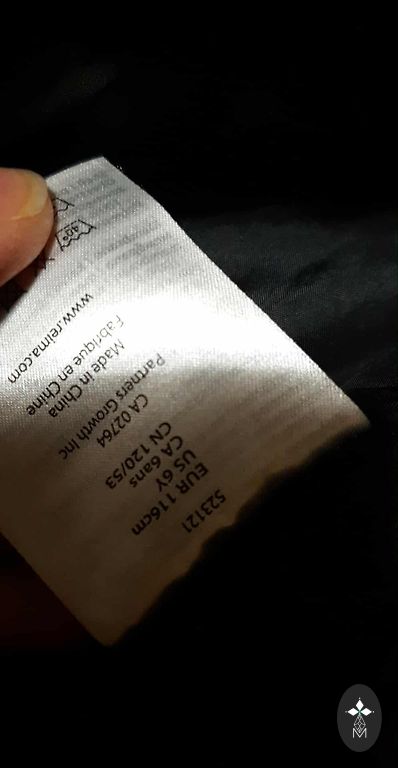 523121
EUR 116cm
US 6Y
CA 6ans
CN 120/53
CA 02764
Partners Growth Inc
Made in China
Fabriqué en Chine
www.reima.com
40
M